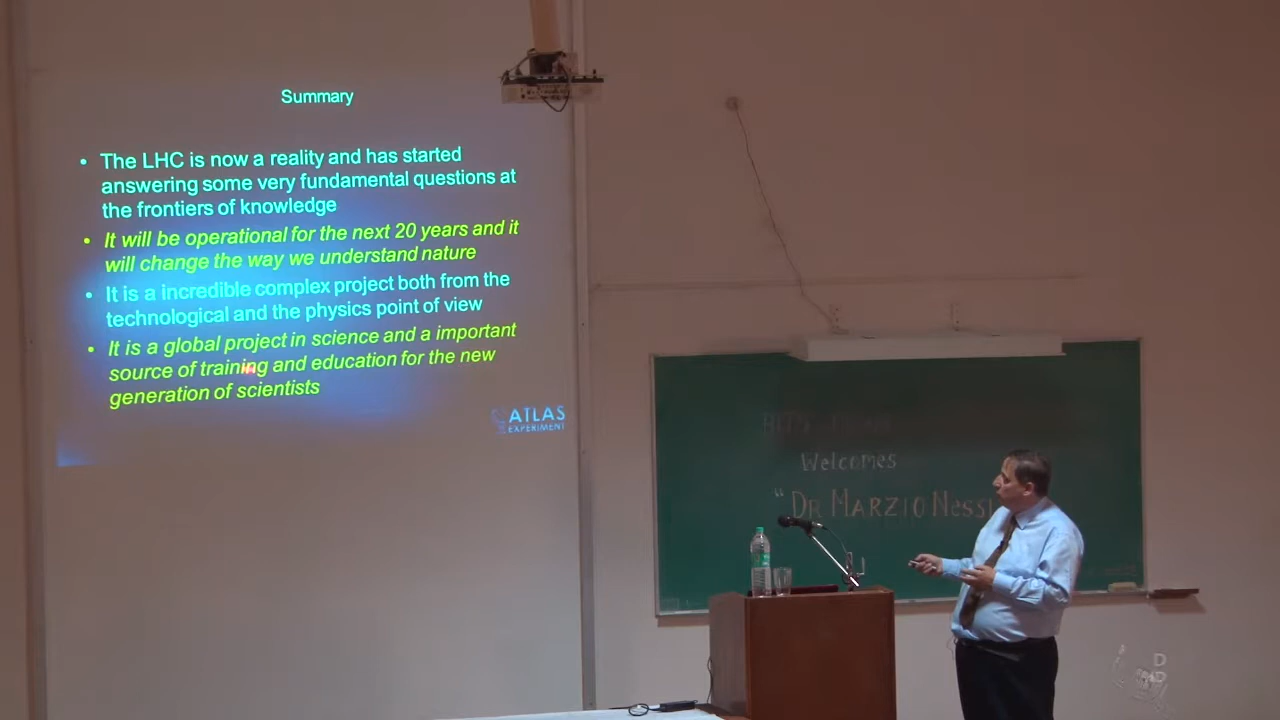 Summary
• The LHC is now a reality and has started
answering some very fundamental questions at
the frontiers of knowledge
• It will be operational for the next 20 years and it
will change the way we understand nature
• It is a incredible complex project both from the
technological and the physics point of view
• It is a global project in science and a important
source of training and education for the new
generation of scientists
ATLAS
EXPERIMENT
Welcomes
" DR MARZIO NESSI